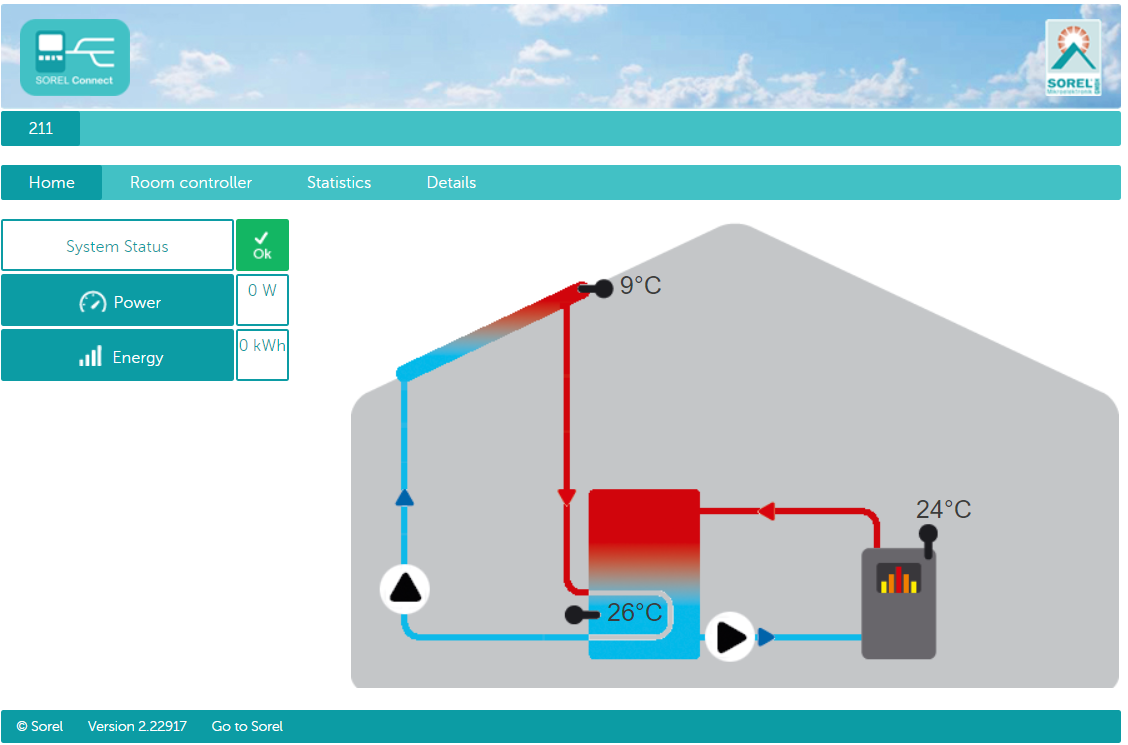 SOREL Connect
SOREL
Mikroelektronik
GMBH
211
Home Room controller Statistics Details
System Status Ok
Power 0 W
Energy 0 kWh
9°C
24°C
26°C
© Sorel Version 2.22917 Go to Sorel